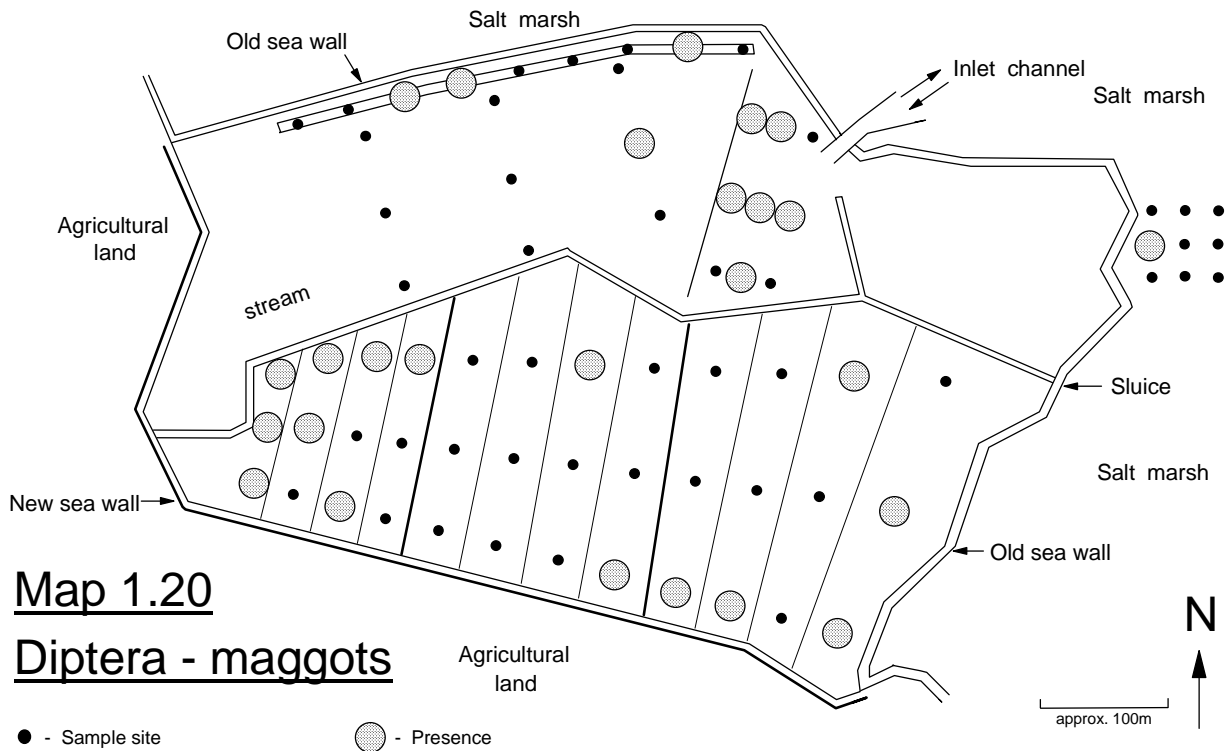 Salt marsh
Old sea wall
Inlet channel
Salt marsh
Agricultural
land
stream
Sluice
Salt marsh
New sea wall
Old sea wall
Map 1.20
Diptera - maggots
Agricultural
land
N
approx. 100m
- Sample site
- Presence